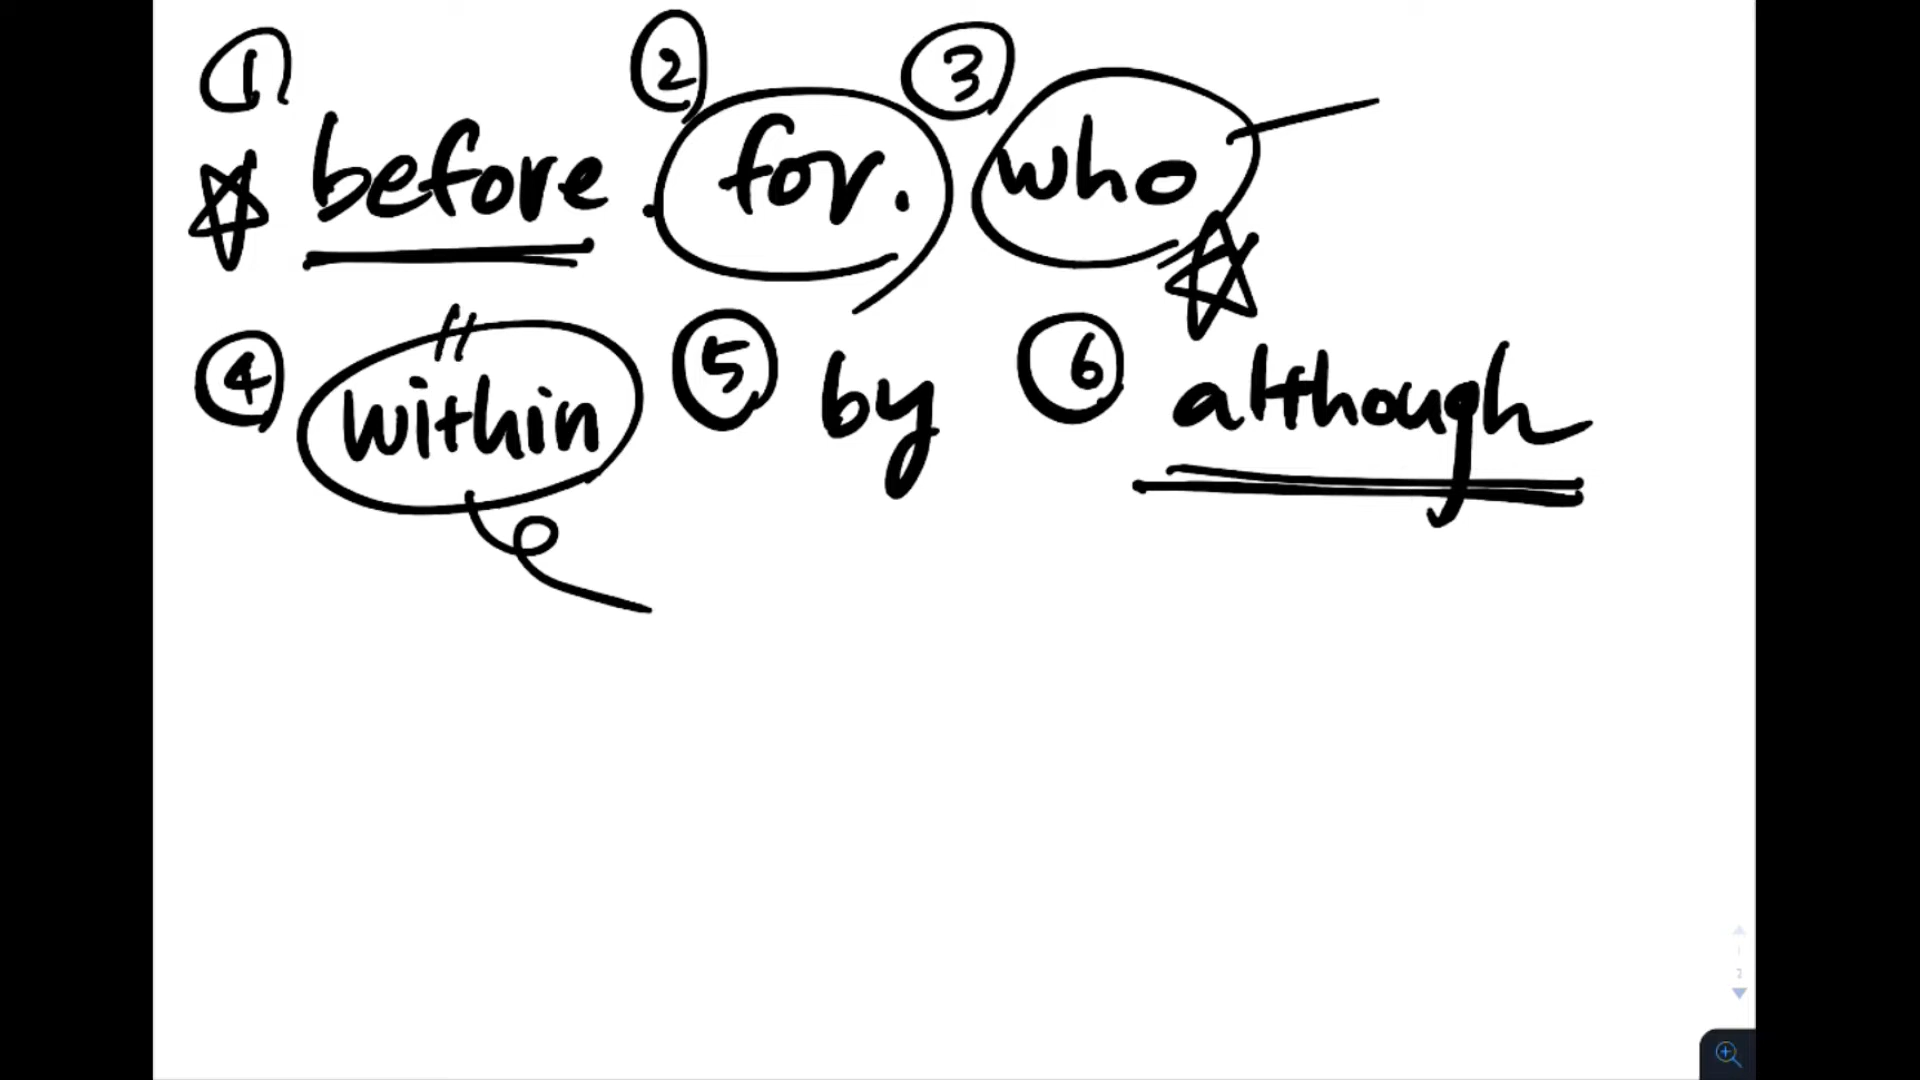 ① before. ② for. ③ who
④ within ⑤ by ⑥ although